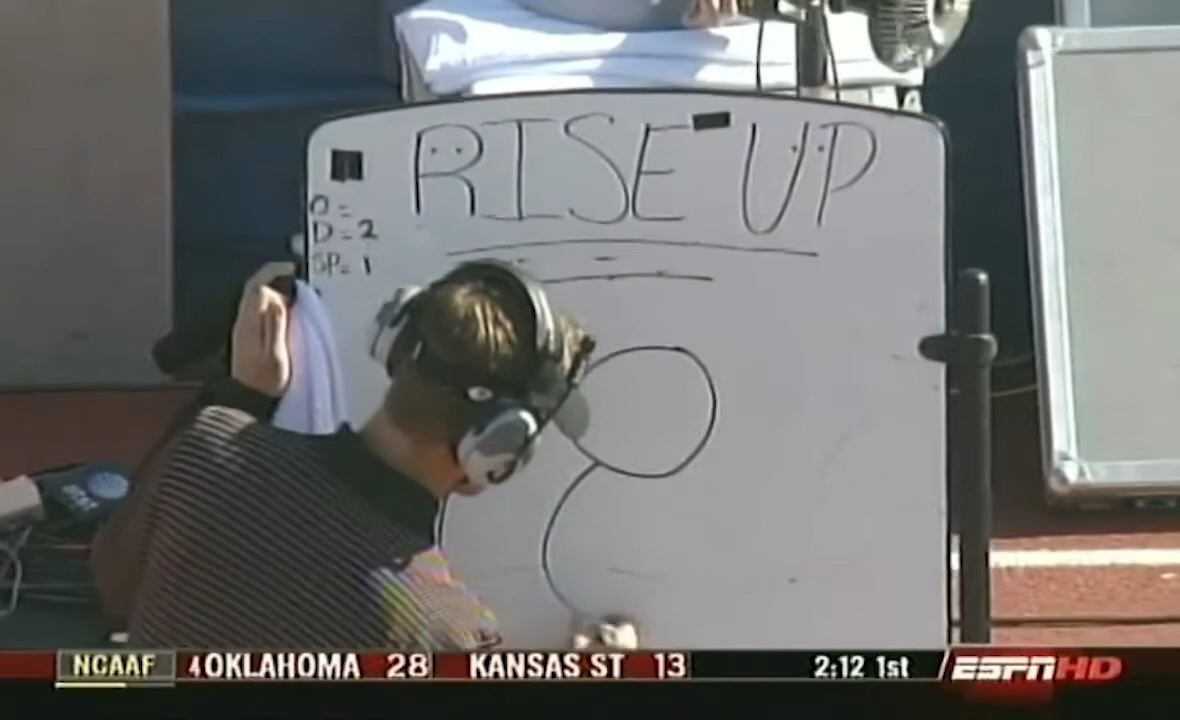 RISE UP
O =
D = 2
SP = 1
NCAAF 4 OKLAHOMA 28 KANSAS ST 13 2:12 1st ESPN HD